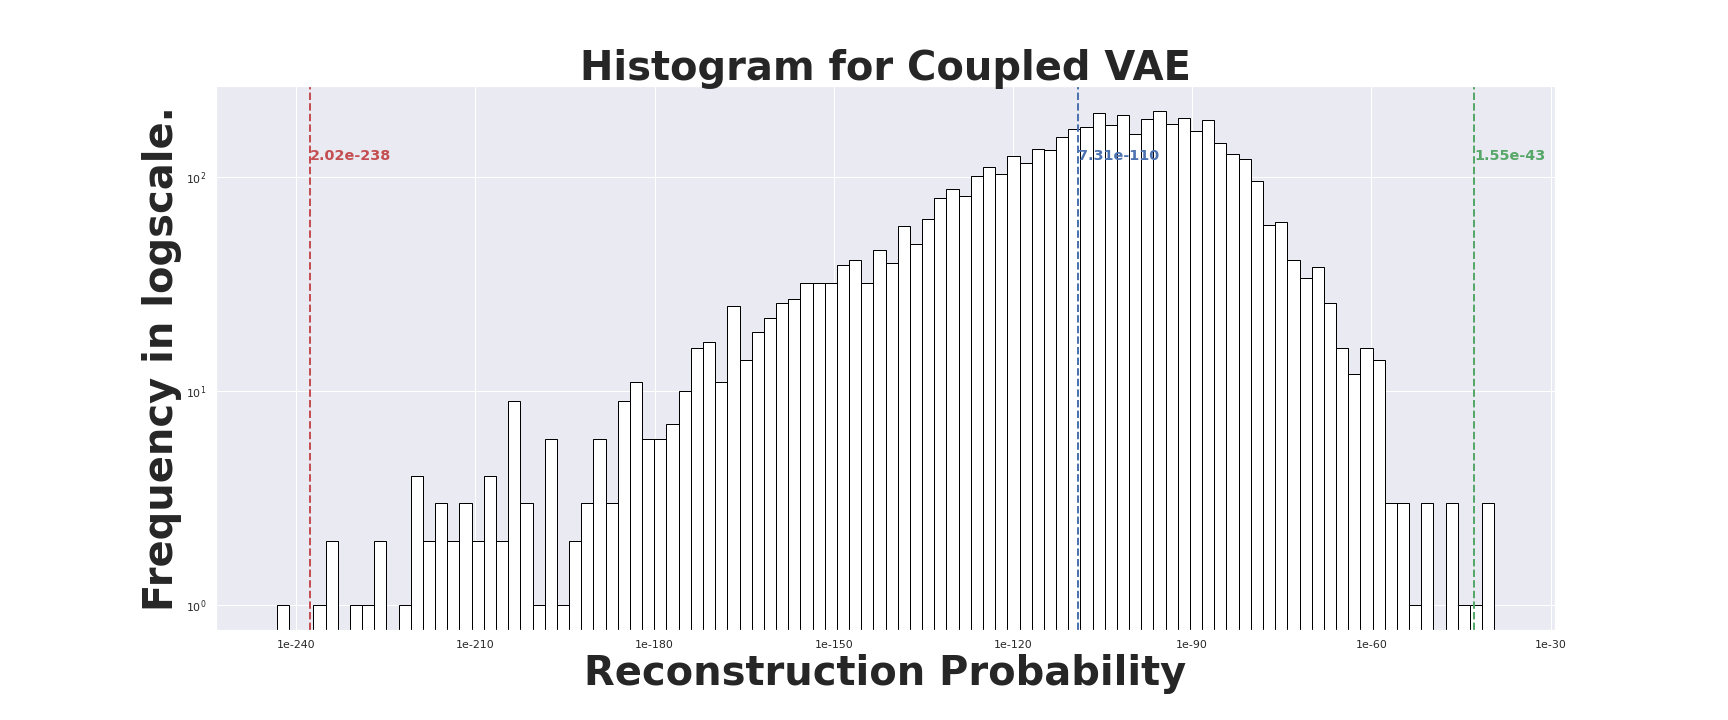 Histogram for Coupled VAE
Frequency in logscale.
10²
10¹
10⁰
2.02e-238
7.31e-110
1.55e-43
1e-240 1e-210 1e-180 1e-150 1e-120 1e-90 1e-60 1e-30
Reconstruction Probability